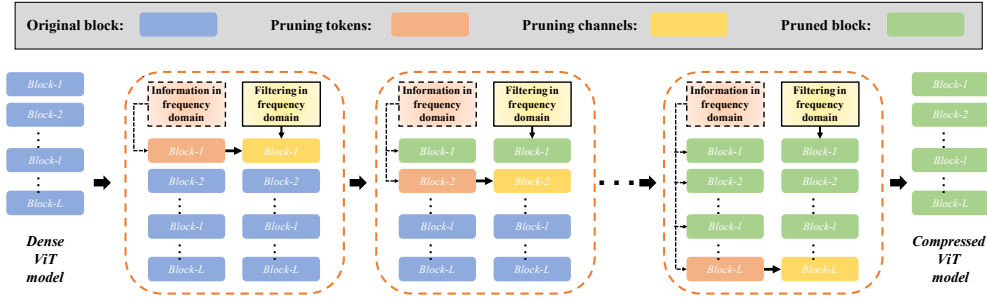 Original block:
Pruning tokens:
Pruning channels:
Pruned block:
Block-1
Block-2
Block-l
Block-L
Dense
ViT
model
Information in
frequency
domain
Filtering in
frequency
domain
Block-1
Block-1
Block-2
Block-2
Block-l
Block-l
Block-L
Block-L
Information in
frequency
domain
Filtering in
frequency
domain
Block-1
Block-1
Block-2
Block-2
Block-l
Block-l
Block-L
Block-L
Information in
frequency
domain
Filtering in
frequency
domain
Block-1
Block-1
Block-2
Block-2
Block-l
Block-l
Block-L
Block-L
Block-1
Block-2
Block-l
Block-L
Compressed
ViT
model